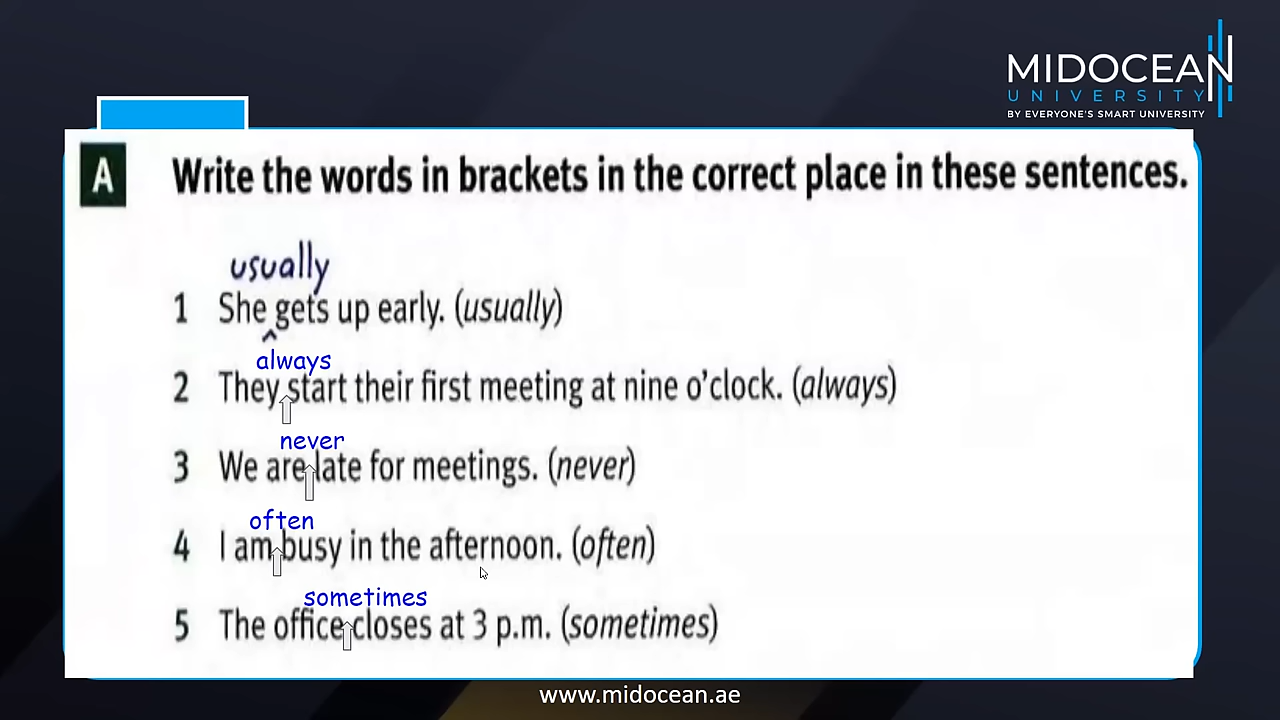 MIDOCEAN
UNIVERSITY
BY EVERYONE'S SMART UNIVERSITY
A Write the words in brackets in the correct place in these sentences.
usually
1 She gets up early. (usually)
always
2 They start their first meeting at nine o'clock. (always)
never
3 We are late for meetings. (never)
often
4 I am busy in the afternoon. (often)
sometimes
5 The office closes at 3 p.m. (sometimes)
www.midocean.ae